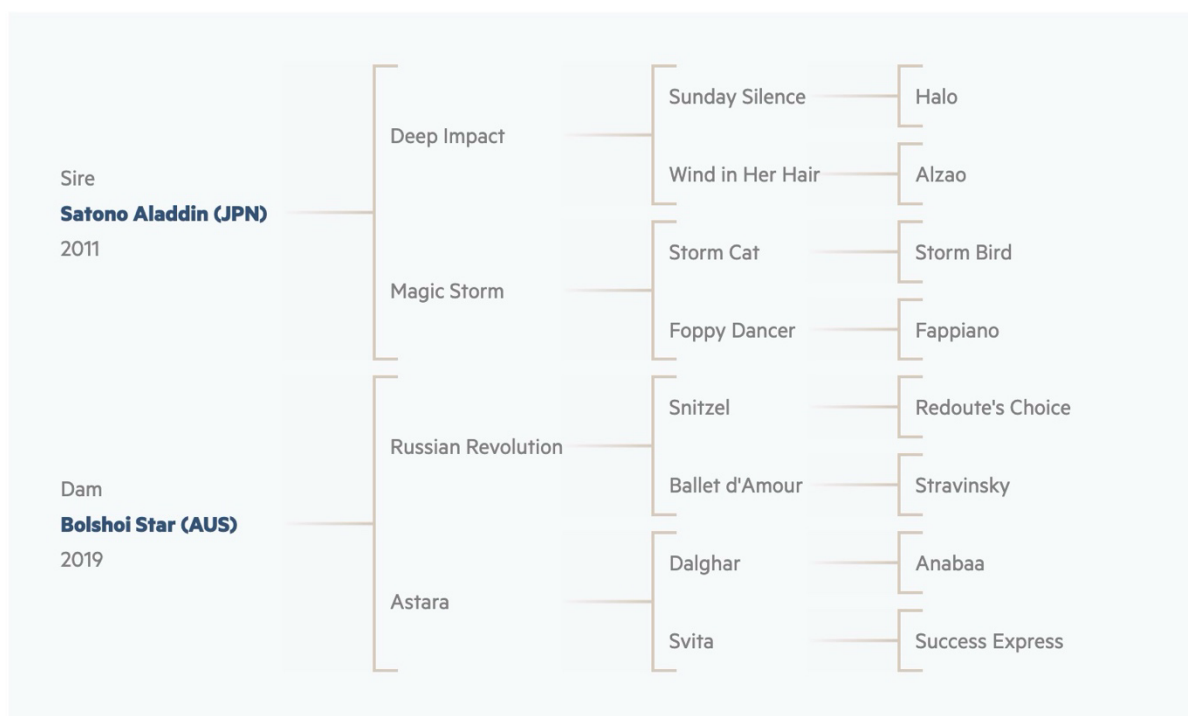 Sire
Satono Aladdin (JPN)
2011
Deep Impact
Magic Storm
Sunday Silence
Wind in Her Hair
Storm Cat
Foppy Dancer
Halo
Alzao
Storm Bird
Fappiano
Dam
Bolshoi Star (AUS)
2019
Russian Revolution
Astara
Snitzel
Ballet d'Amour
Dalghar
Svita
Redoute's Choice
Stravinsky
Anabaa
Success Express